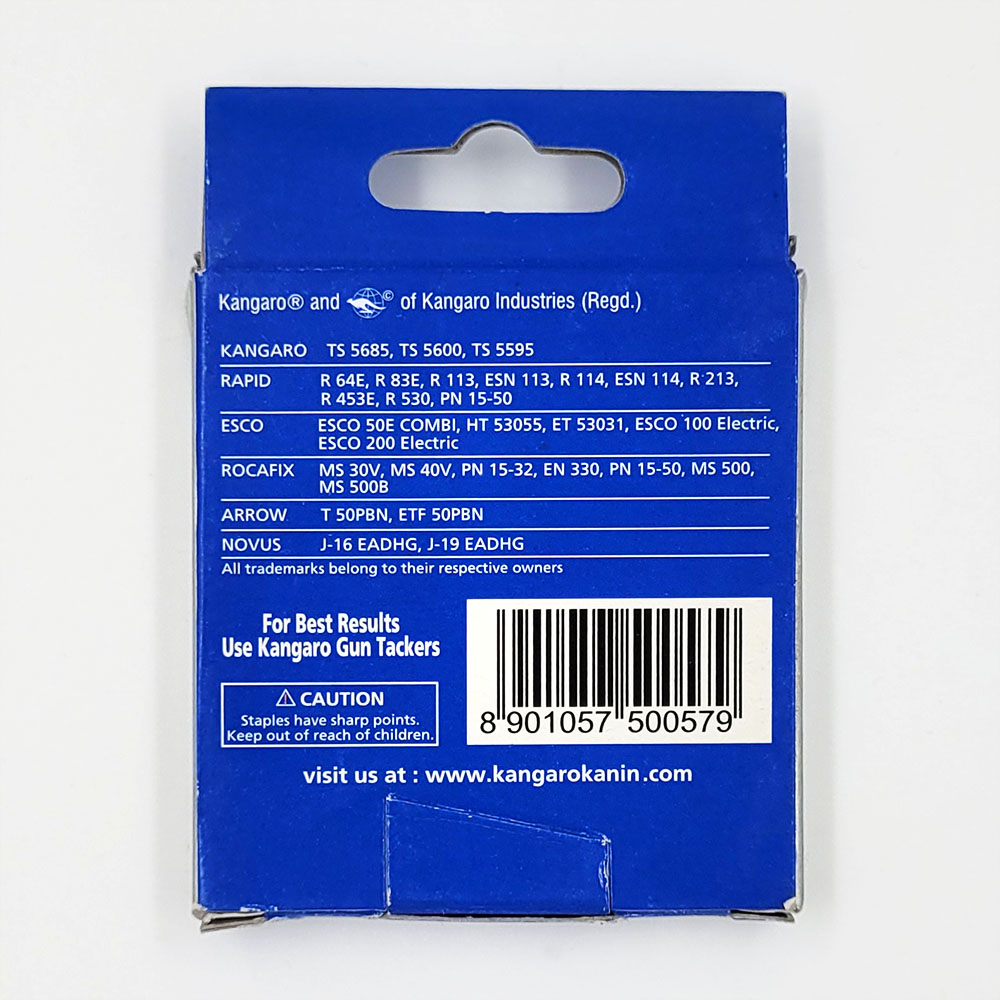 Kangaro® and © of Kangaro Industries (Regd.)
KANGARO TS 5685, TS 5600, TS 5595
RAPID R 64E, R 83E, R 113, ESN 113, R 114, ESN 114, R 213,
R 453E, R 530, PN 15-50
ESCO ESCO 50E COMBI, HT 53055, ET 53031, ESCO 100 Electric,
ESCO 200 Electric
ROCAFIX MS 30V, MS 40V, PN 15-32, EN 330, PN 15-50, MS 500,
MS 500B
ARROW T 50PBN, ETF 50PBN
NOVUS J-16 EADHG, J-19 EADHG
All trademarks belong to their respective owners
For Best Results
Use Kangaro Gun Tackers
⚠ CAUTION
Staples have sharp points.
Keep out of reach of children.
8 901057 500579
visit us at : www.kangarokanin.com